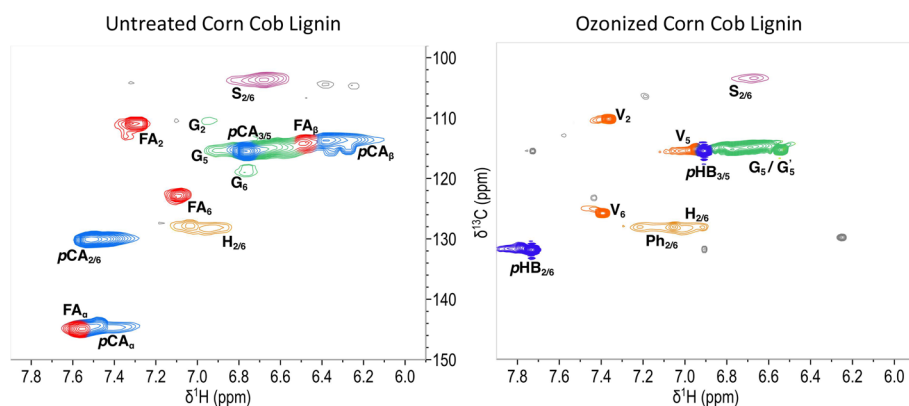 Untreated Corn Cob Lignin
S2/6
G2
FA2
pCA3/5
FAβ
G5
pCAβ
G6
FA6
H2/6
pCA2/6
FAα
pCAα
100
110
120
130
140
150
δ13C (ppm)
7.8 7.6 7.4 7.2 7.0 6.8 6.6 6.4 6.2 6.0
δ1H (ppm)
Ozonized Corn Cob Lignin
S2/6
V2
V5
pHB3/5
G5 / G'5
V6
H2/6
Ph2/6
pHB2/6
7.8 7.6 7.4 7.2 7.0 6.8 6.6 6.4 6.2 6.0
δ1H (ppm)